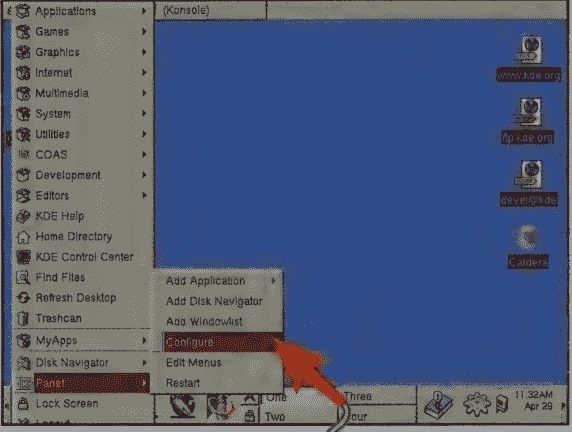 (Konsole)
Applications
Games
Graphics
Internet
Multimedia
System
Utilities
COAS
Development
Editors
KDE Help
Home Directory
KDE Control Center
Find Files
Refresh Desktop
Trashcan
MyApps
Disk Navigator
Panel
Lock Screen
Logout
Add Application
Add Disk Navigator
Add Windowlist
Configure
Edit Menus
Restart
www.kde.org
ftp.kde.org
devel@kde
Caldera
One
Two
Three
Four
11:32AM
Apr 29
2